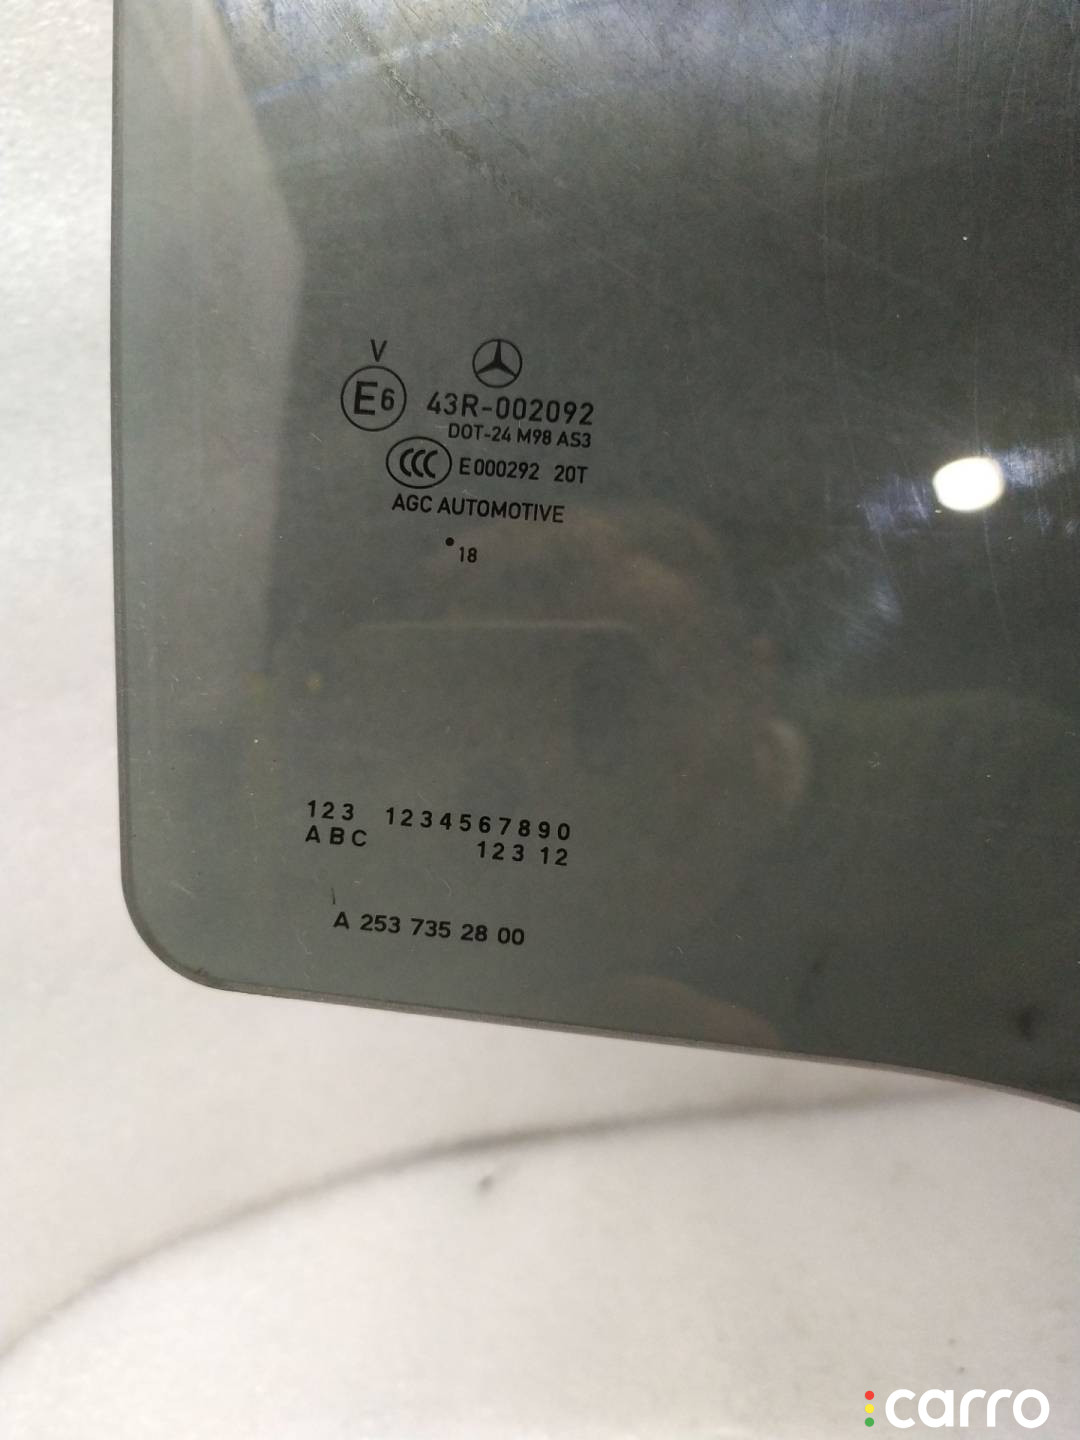 V
E6 43R-002092
DOT-24 M98 AS3
CCC E000292 20T
AGC AUTOMOTIVE
•18
123 1234567890
ABC 123 12
A 253 735 28 00
carro